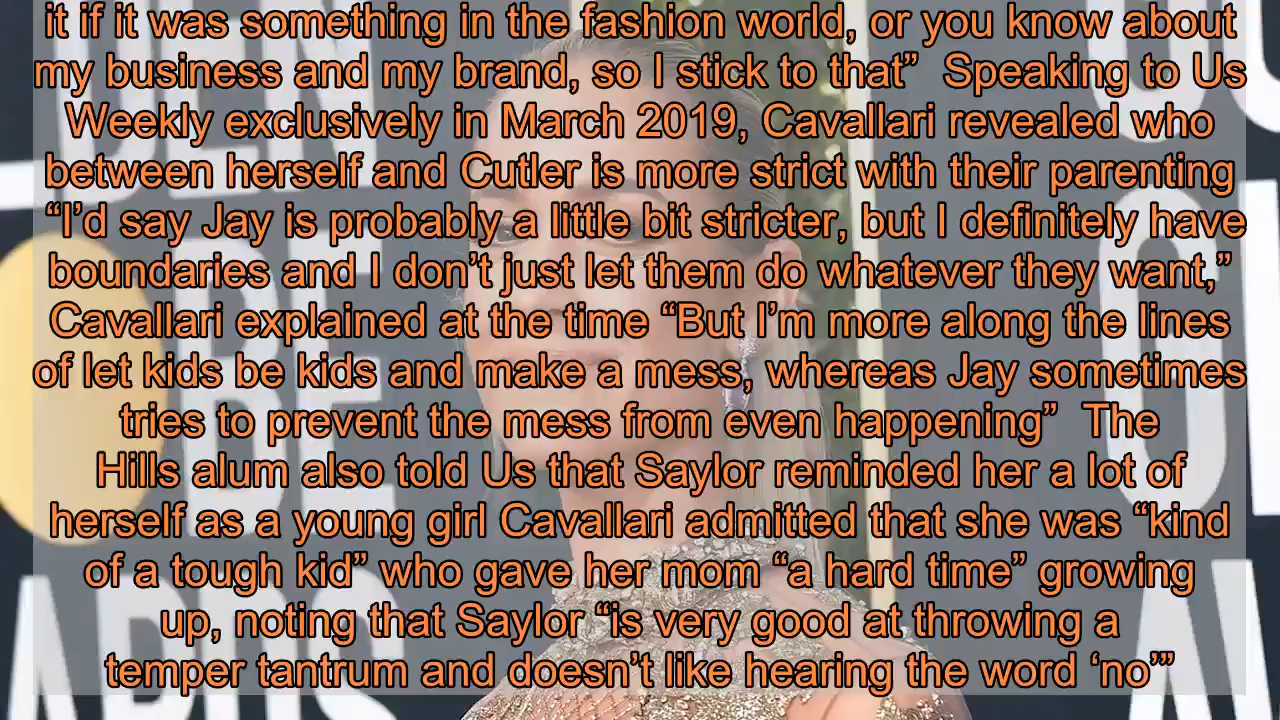 it if it was something in the fashion world, or you know about
my business and my brand, so I stick to that”  Speaking to Us
Weekly exclusively in March 2019, Cavallari revealed who
between herself and Cutler is more strict with their parenting
“I’d say Jay is probably a little bit stricter, but I definitely have
boundaries and I don’t just let them do whatever they want,”
Cavallari explained at the time “But I’m more along the lines
of let kids be kids and make a mess, whereas Jay sometimes
tries to prevent the mess from even happening”  The
Hills alum also told Us that Saylor reminded her a lot of
herself as a young girl Cavallari admitted that she was “kind
of a tough kid” who gave her mom “a hard time” growing
up, noting that Saylor “is very good at throwing a
temper tantrum and doesn’t like hearing the word ‘no’”